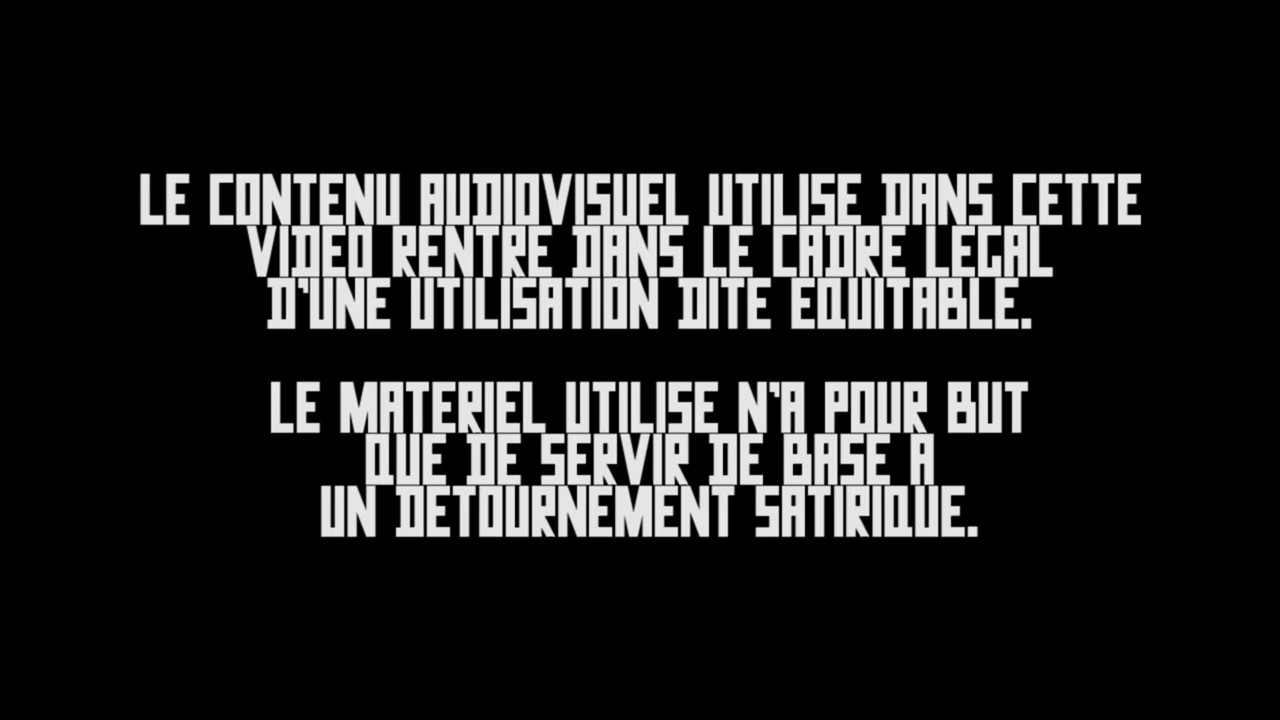 LE CONTENU AUDIOVISUEL UTILISE DANS CETTE
VIDEO RENTRE DANS LE CADRE LEGAL
D'UNE UTILISATION DITE EQUITABLE.
LE MATERIEL UTILISE N'A POUR BUT
QUE DE SERVIR DE BASE A
UN DETOURNEMENT SATIRIQUE.